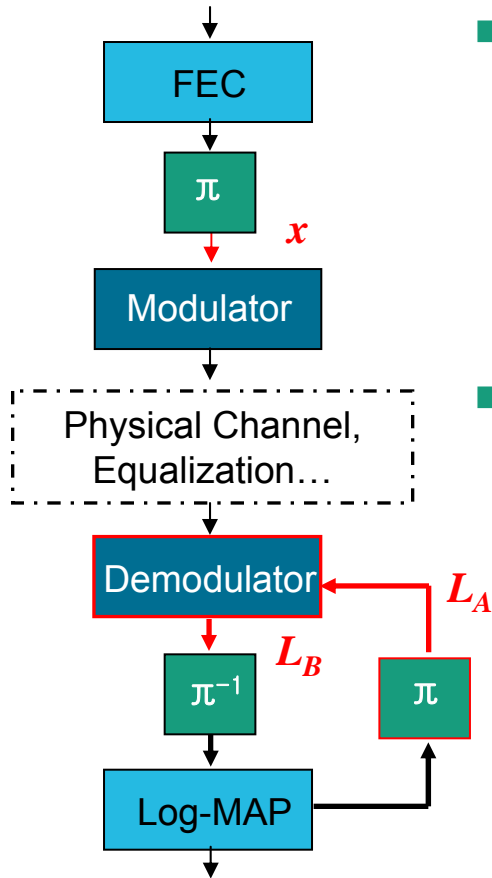 FEC
π
x
Modulator
Physical Channel,
Equalization…
Demodulator
L_A
L_B
π⁻¹
π
Log-MAP